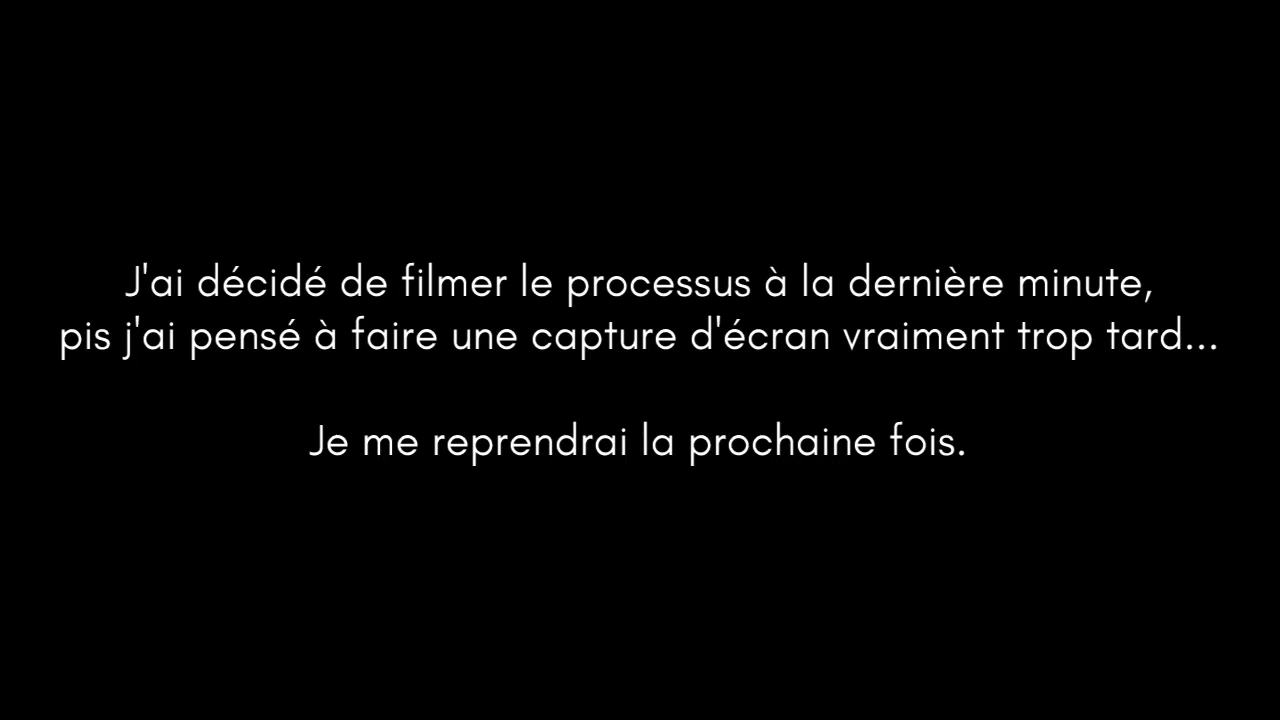 J'ai décidé de filmer le processus à la dernière minute,
pis j'ai pensé à faire une capture d'écran vraiment trop tard...
Je me reprendrai la prochaine fois.